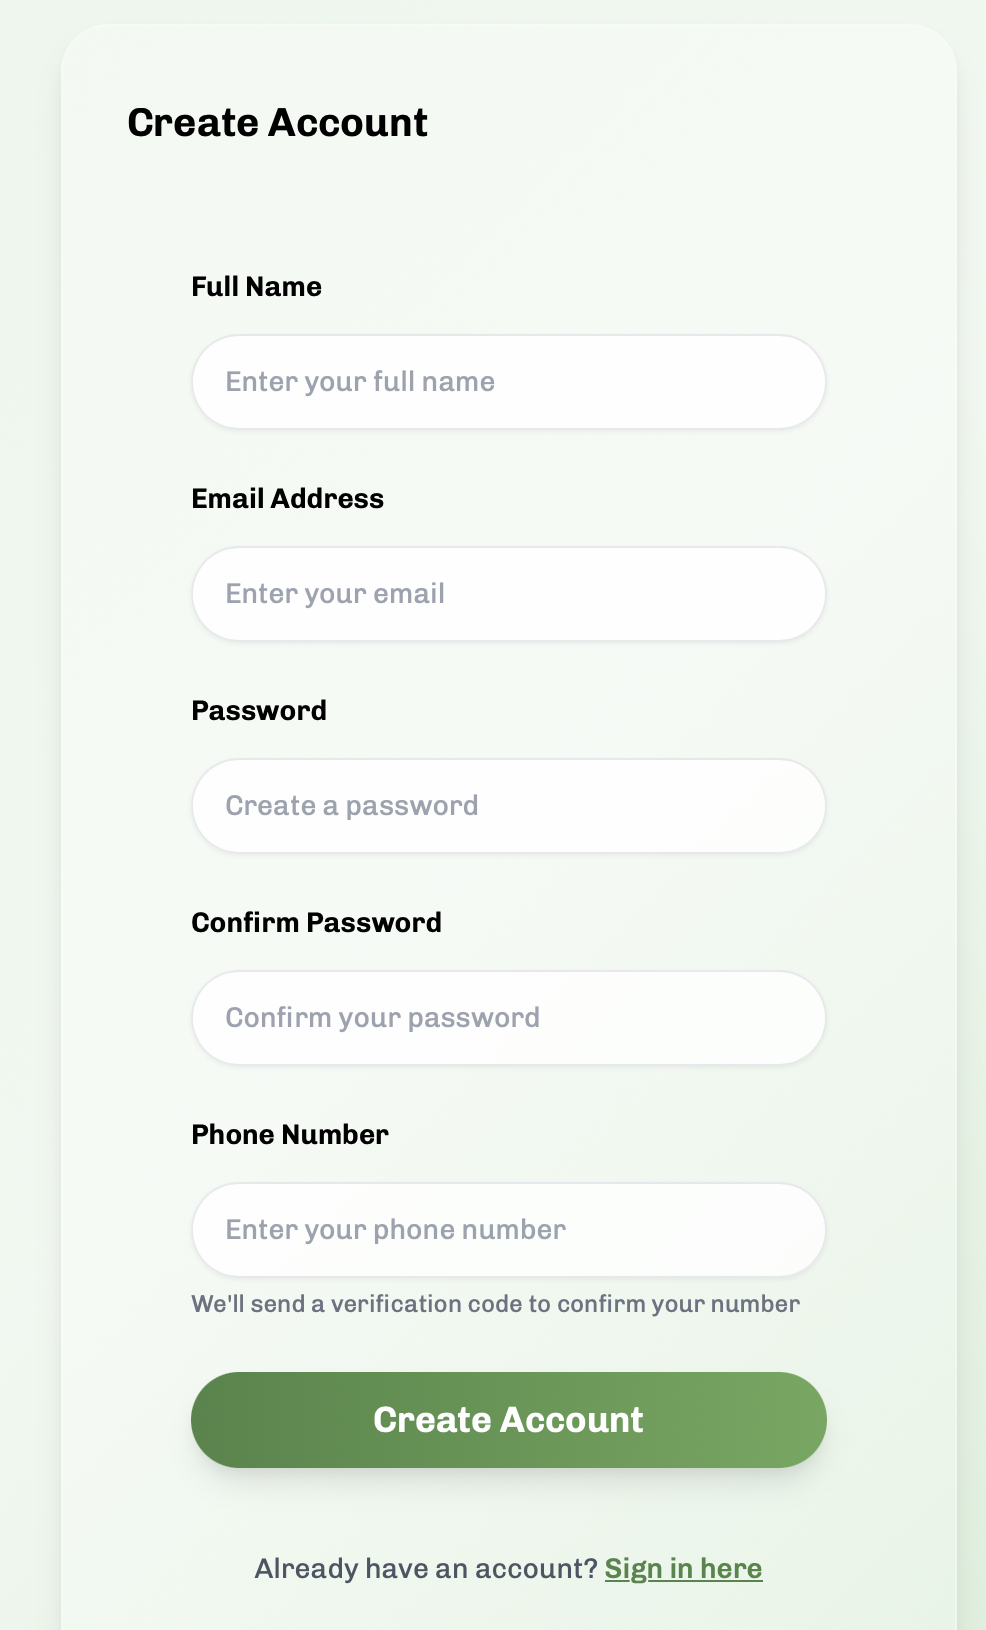 Create Account
Full Name
Enter your full name
Email Address
Enter your email
Password
Create a password
Confirm Password
Confirm your password
Phone Number
Enter your phone number
We'll send a verification code to confirm your number
Create Account
Already have an account? Sign in here